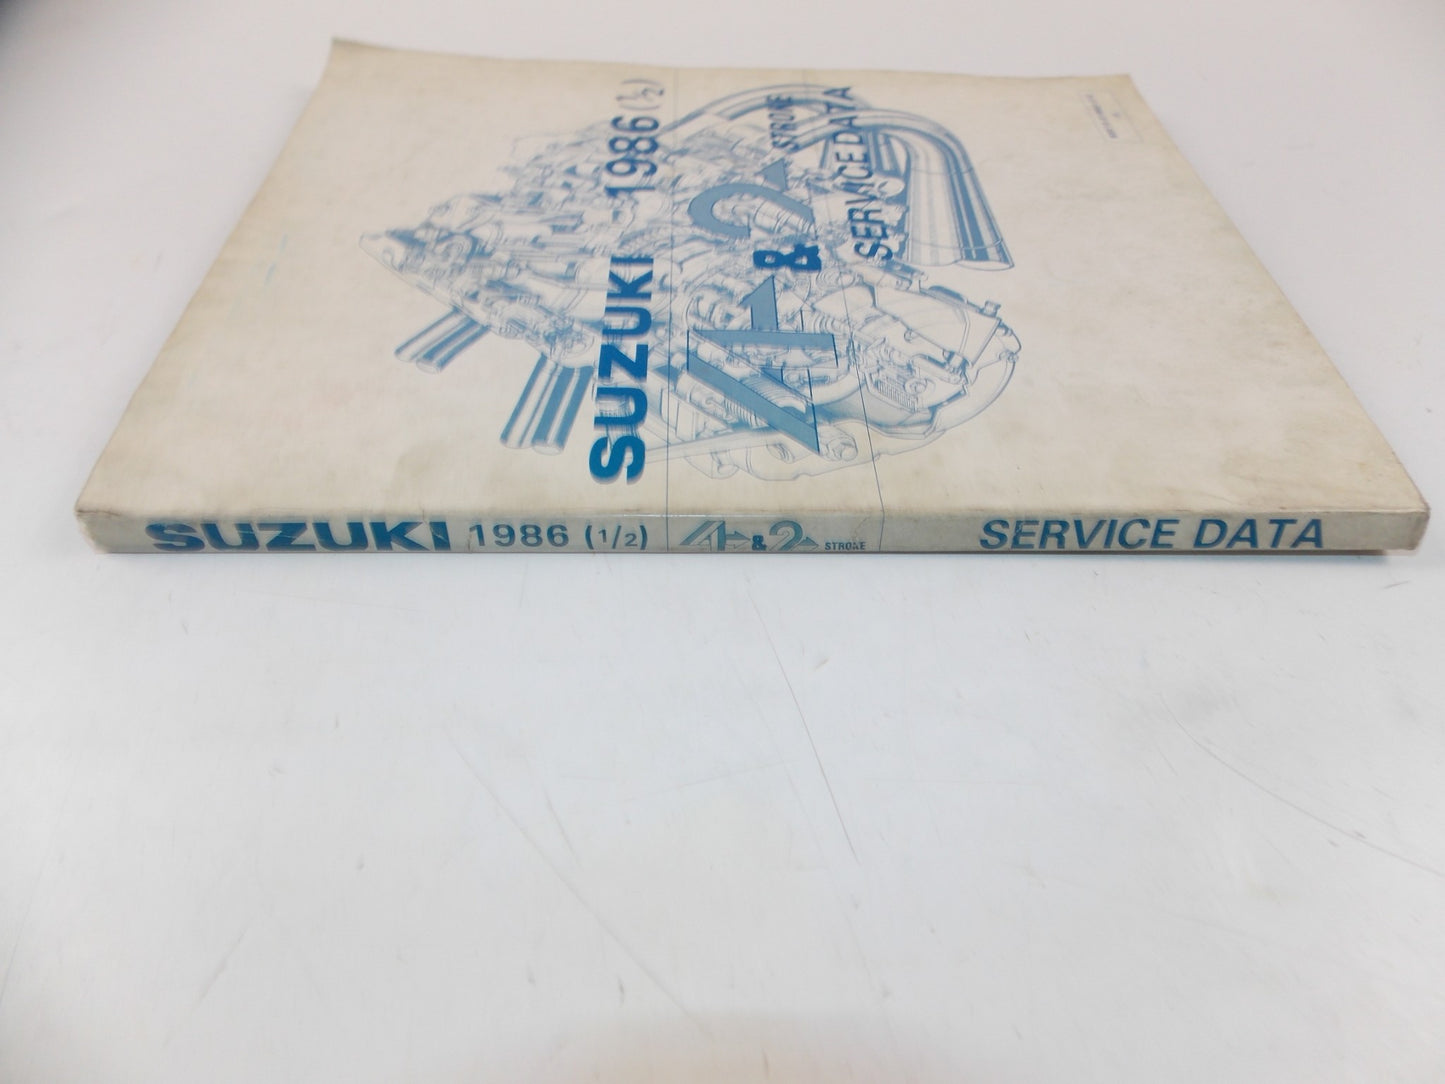 SUZUKI 1986 (1/2)
4 & 2 STROKE
SERVICE DATA
SUZUKI 1986 (1/2) 4 & 2 STROKE SERVICE DATA